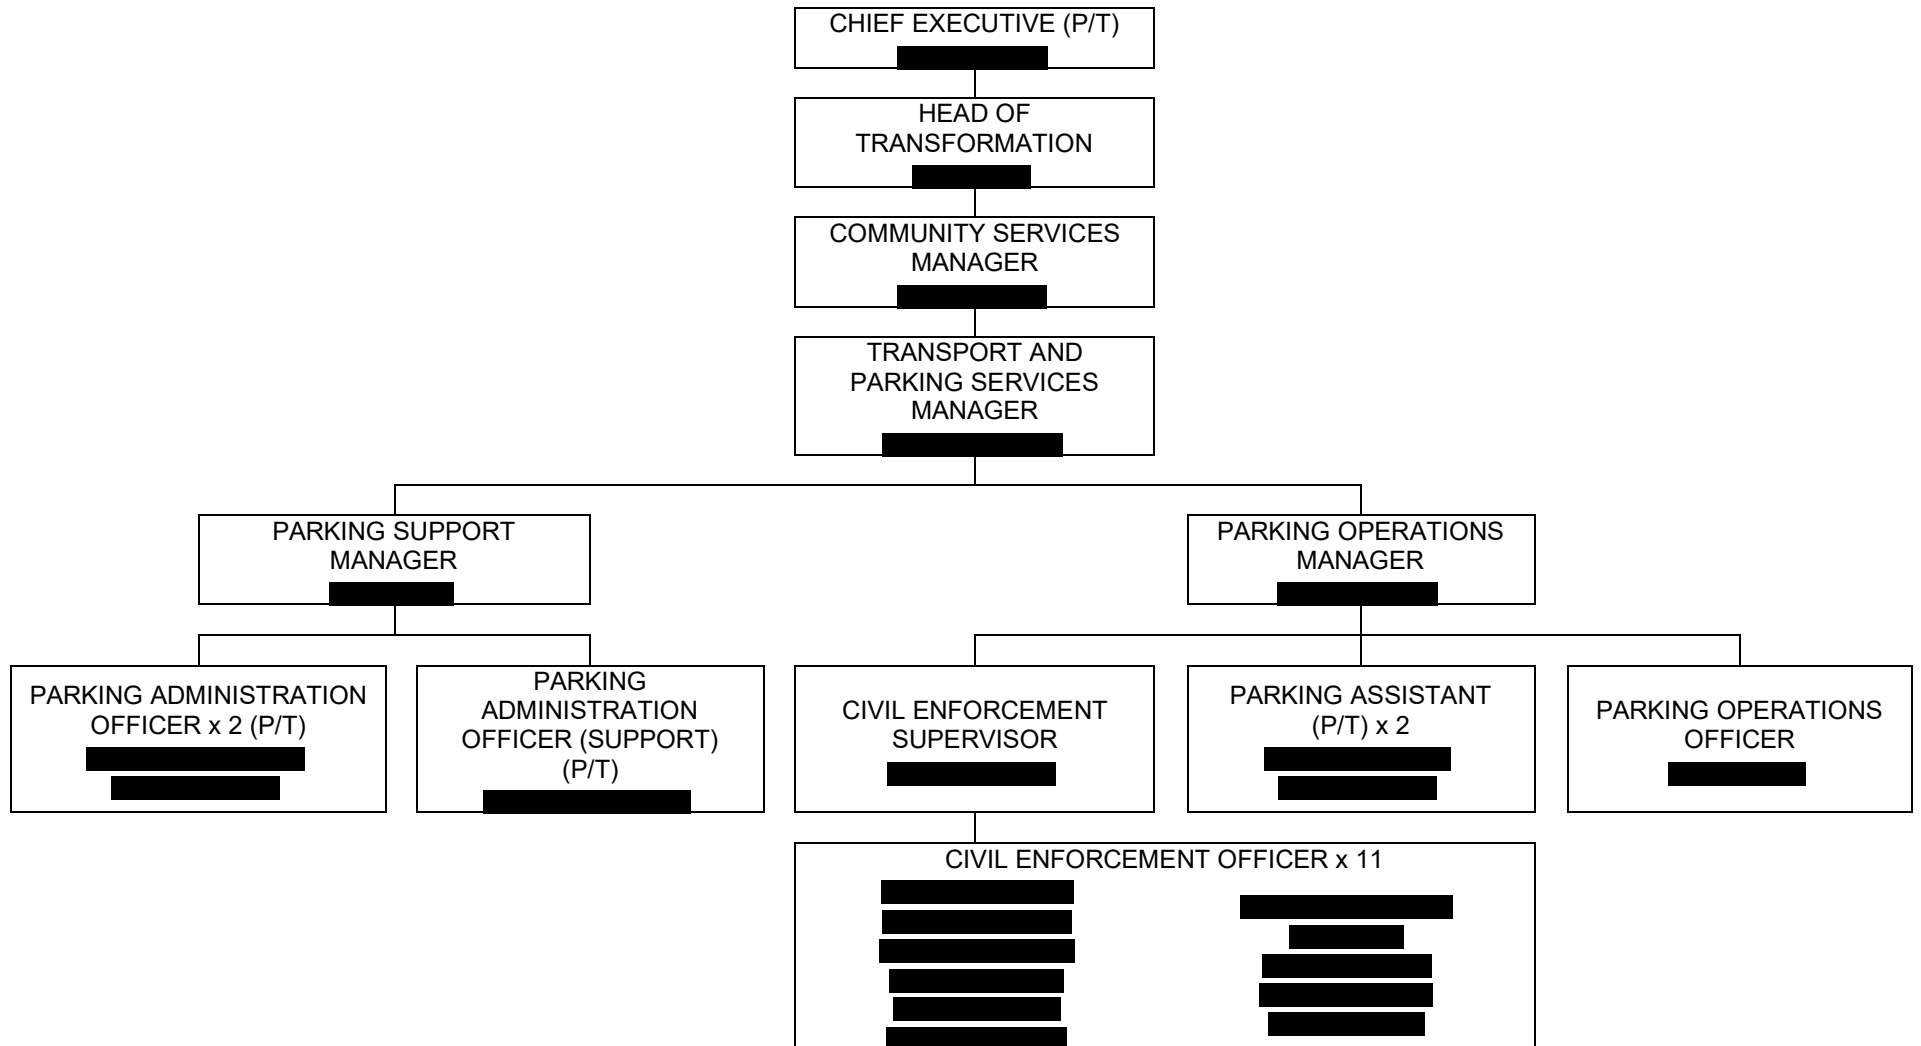 CHIEF EXECUTIVE (P/T)
HEAD OF
TRANSFORMATION
COMMUNITY SERVICES
MANAGER
TRANSPORT AND
PARKING SERVICES
MANAGER
PARKING SUPPORT
MANAGER
PARKING OPERATIONS
MANAGER
PARKING ADMINISTRATION
OFFICER x 2 (P/T)
PARKING
ADMINISTRATION
OFFICER (SUPPORT)
(P/T)
CIVIL ENFORCEMENT
SUPERVISOR
PARKING ASSISTANT
(P/T) x 2
PARKING OPERATIONS
OFFICER
CIVIL ENFORCEMENT OFFICER x 11